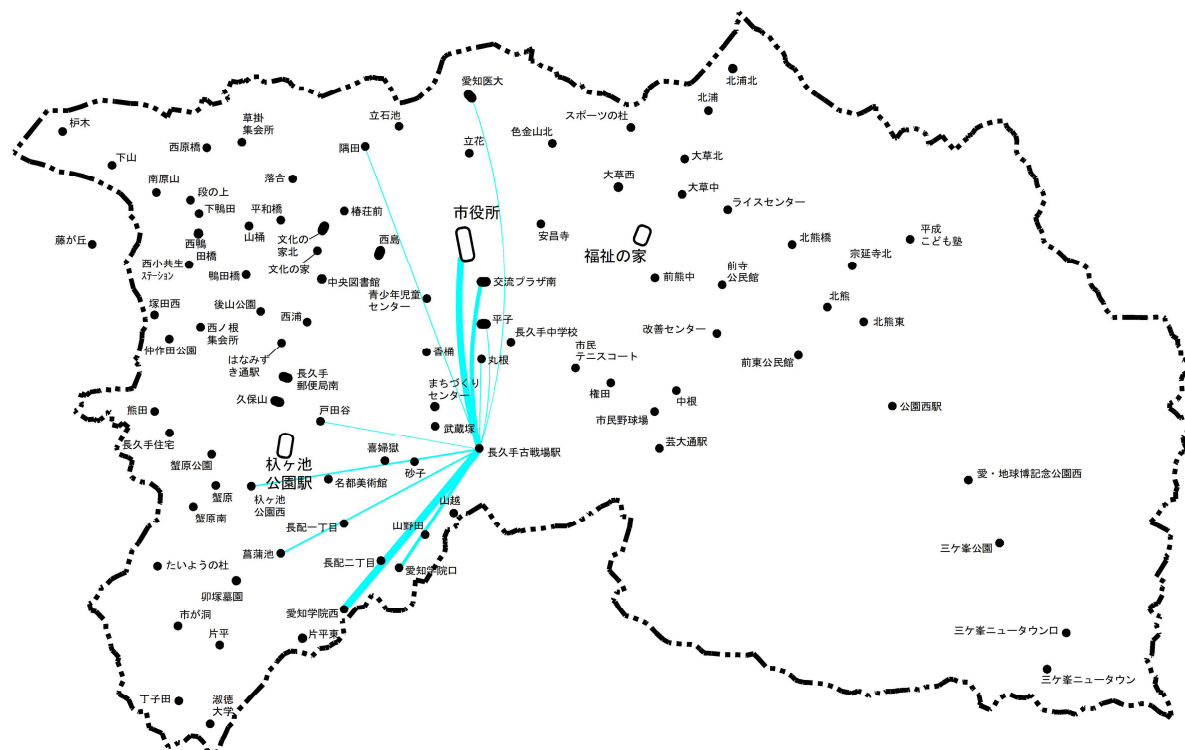 北浦北
愛知医大
北浦
枦木
草掛
集会所
立石池
スポーツの杜
色金山北
西原橋
隅田
立花
下山
大草北
南原山
落合
大草西
段の上
大草中
下鴨田
平和橋
椿荘前
市役所
ライスセンター
藤が丘
西鴨
田橋
山桶
文化の
家北
西島
安昌寺
福祉の家
北熊橋
平成
こども塾
文化の家
宗延寺北
西小共生
ステーション
鴨田橋
中央図書館
交流プラザ南
前熊中
前寺
公民館
青少年児童
センター
塚田西
後山公園
西浦
平子
北熊
北熊東
西ノ根
集会所
長久手中学校
改善センター
仲作田公園
はなみず
き通駅
香桶
丸根
市民
テニスコート
前東公民館
長久手
郵便局南
まちづくり
センター
権田
中根
久保山
戸田谷
熊田
市民野球場
公園西駅
武蔵塚
長久手住宅
喜婦獄
長久手古戦場駅
芸大通駅
蟹原公園
杁ヶ池
公園駅
砂子
名都美術館
愛・地球博記念公園西
蟹原
杁ヶ池
公園西
山越
蟹原南
長配一丁目
山野田
菖蒲池
三ケ峯公園
たいようの杜
長配二丁目
愛知学院口
卯塚墓園
愛知学院西
市が洞
片平
片平東
三ケ峯ニュータウン口
三ケ峯ニュータウン
丁子田
淑徳
大学